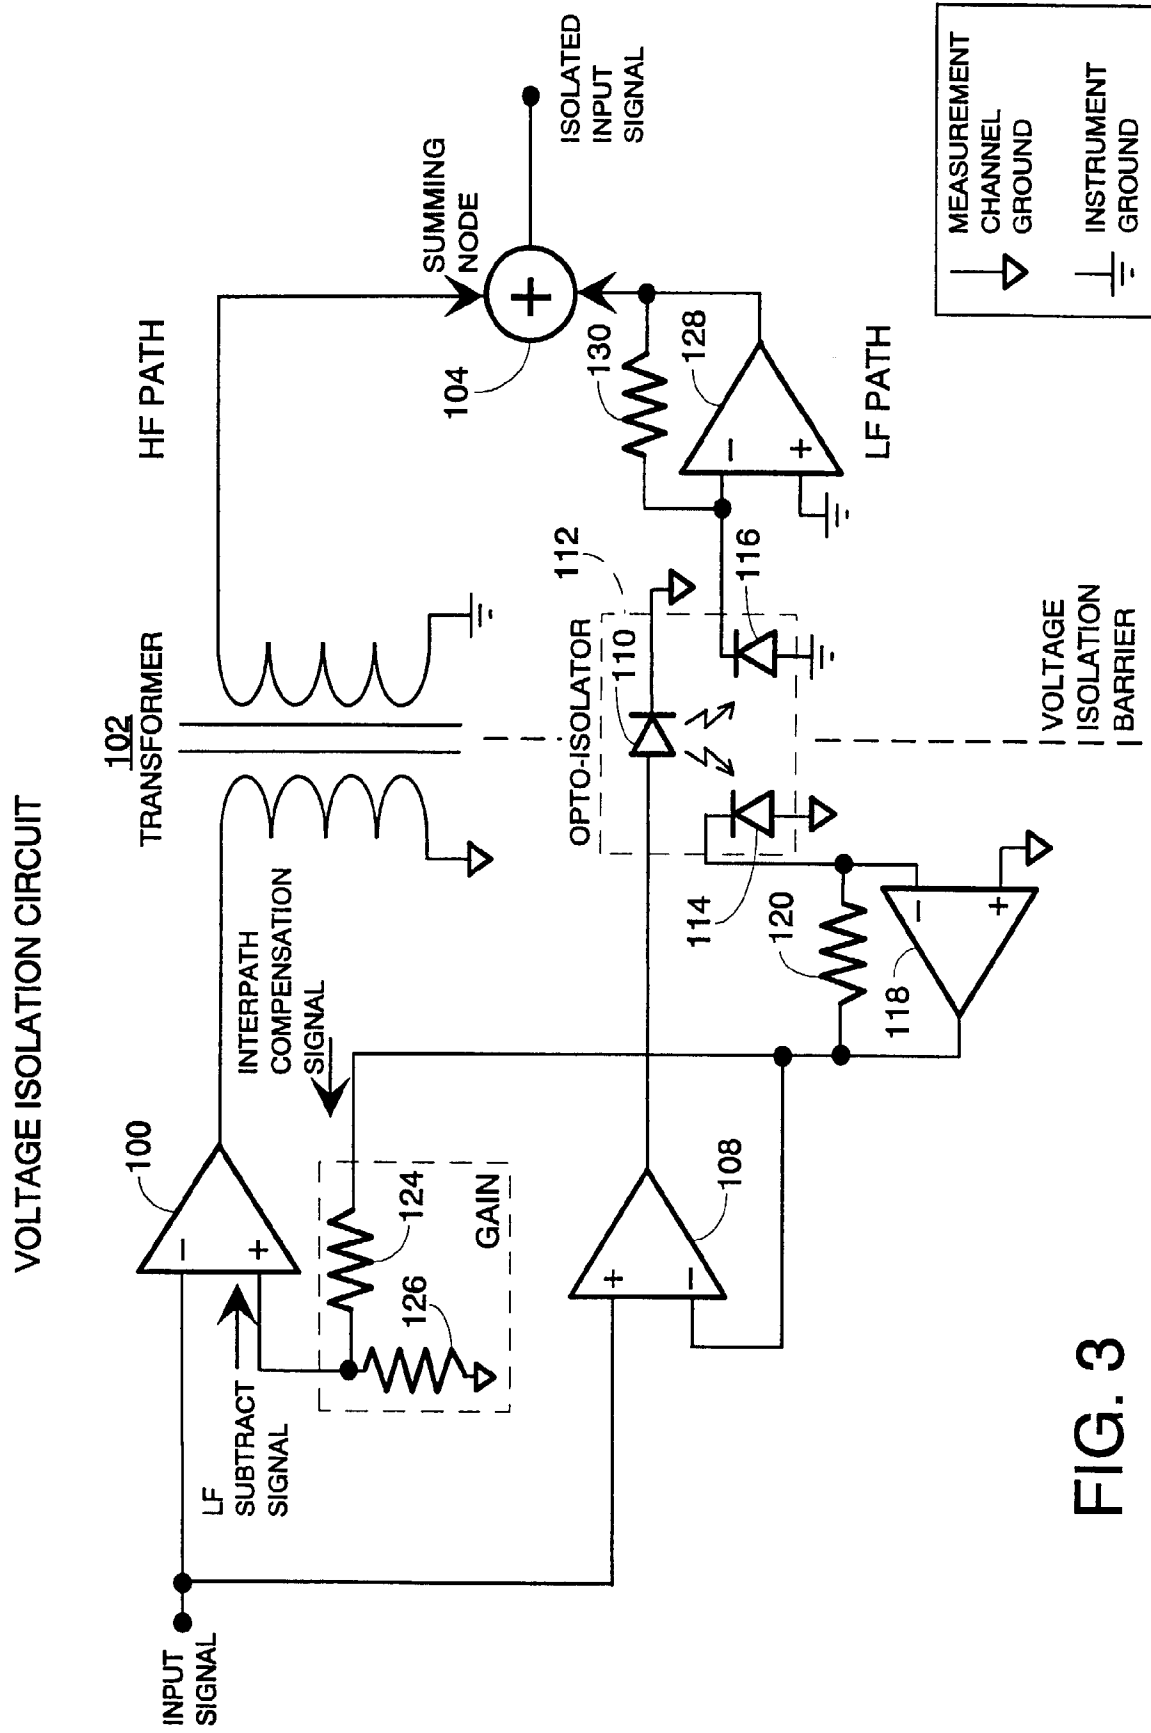 VOLTAGE ISOLATION CIRCUIT
INPUT
SIGNAL
LF
SUBTRACT
SIGNAL
100
−
+
INTERPATH
COMPENSATION
SIGNAL
124
126
GAIN
102
TRANSFORMER
HF PATH
SUMMING
NODE
+
104
ISOLATED
INPUT
SIGNAL
+
−
108
OPTO-ISOLATOR
110
112
114
116
120
118
−
+
130
128
−
+
LF PATH
VOLTAGE
ISOLATION
BARRIER
MEASUREMENT
CHANNEL
GROUND
INSTRUMENT
GROUND
FIG. 3